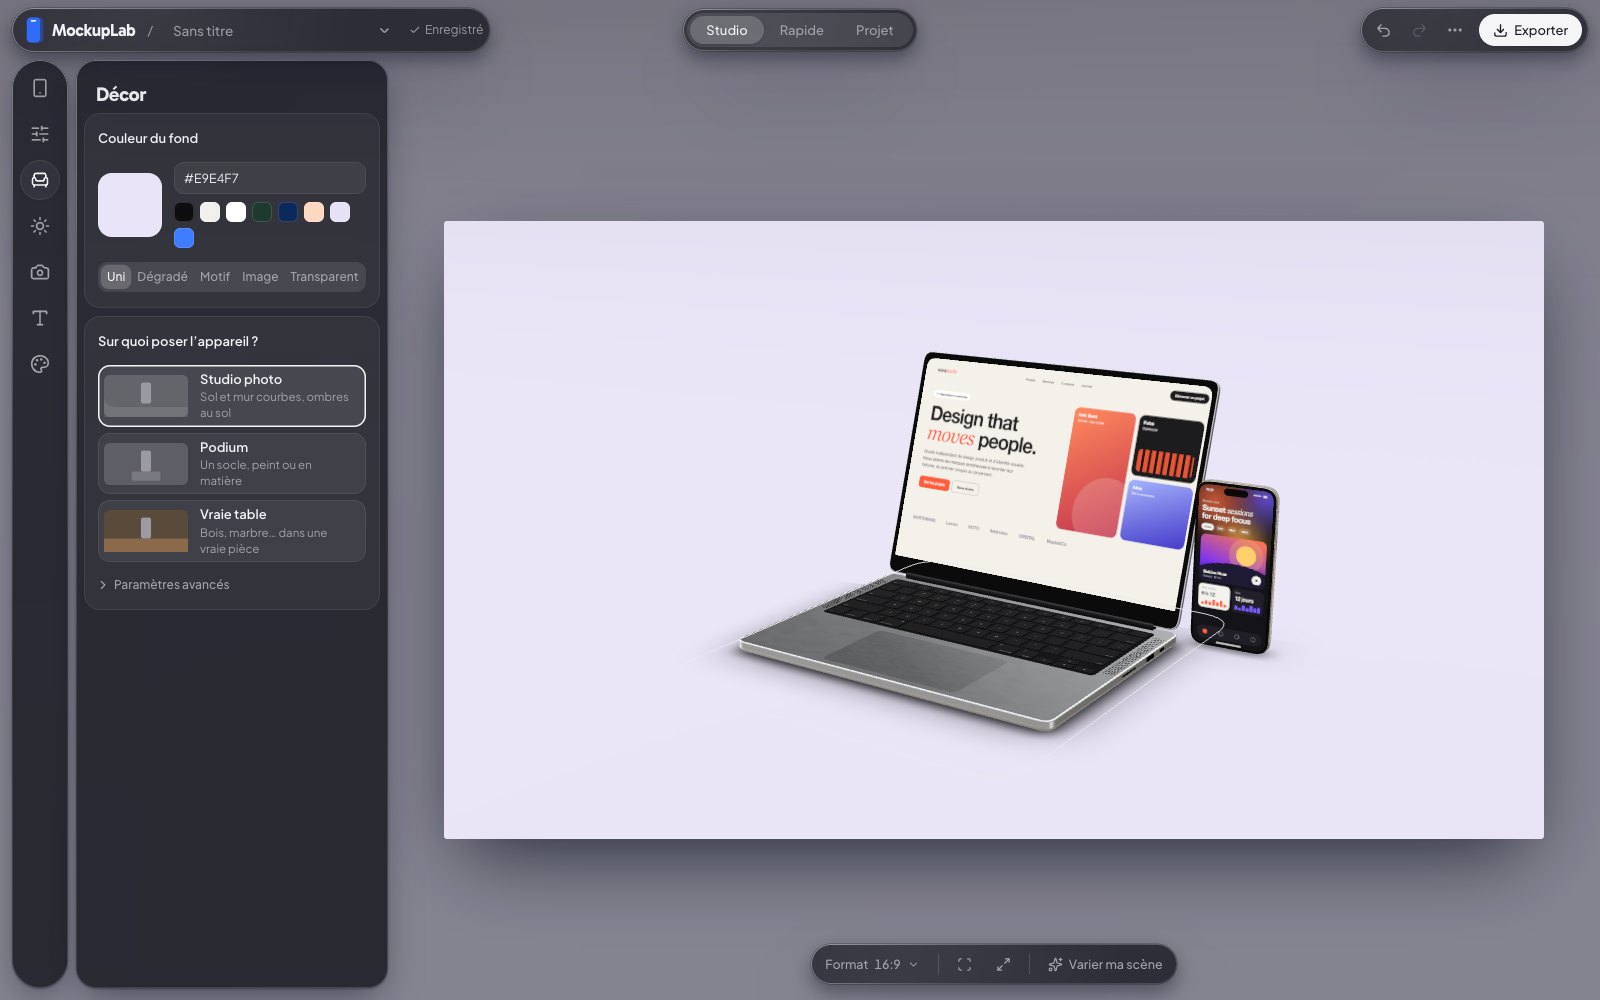 MockupLab / Sans titre
Enregistré
Studio
Rapide
Projet
Exporter
Décor
Couleur du fond
#E9E4F7
Uni
Dégradé
Motif
Image
Transparent
Sur quoi poser l’appareil ?
Studio photo
Sol et mur courbes, ombres
au sol
Podium
Un socle, peint ou en
matière
Vraie table
Bois, marbre… dans une
vraie pièce
Paramètres avancés
Design that
moves people.
Sunset sessions
for deep focus
12 jours
Format 16:9
Varier ma scène